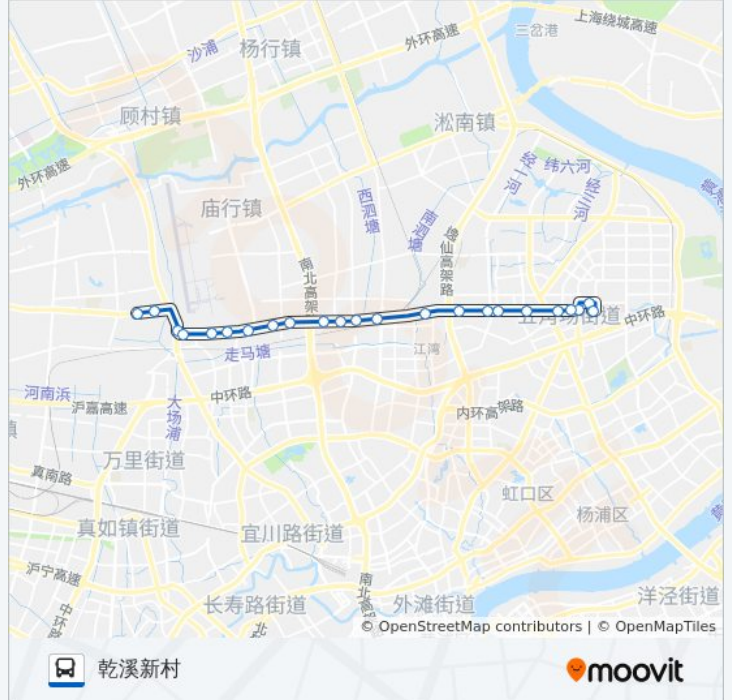 上海绕城高速
三岔港
外环高速
沙浦
杨行镇
顾村镇
淞南镇
外环高速
纬六河
经一河
经三河
西泗塘
庙行镇
南泗塘
逸仙高架路
南北高架
五角场街道
中环路
走马塘
江湾
河南浜
沪嘉高速
中环路
大场浦
内环高架路
万里街道
真南路
虹口区
杨浦区
真如镇街道
宜川路街道
沪宁高速
中环路
长寿路街道
外滩街道
洋泾街道
© OpenStreetMap contributors | © OpenMapTiles
乾溪新村
moovit